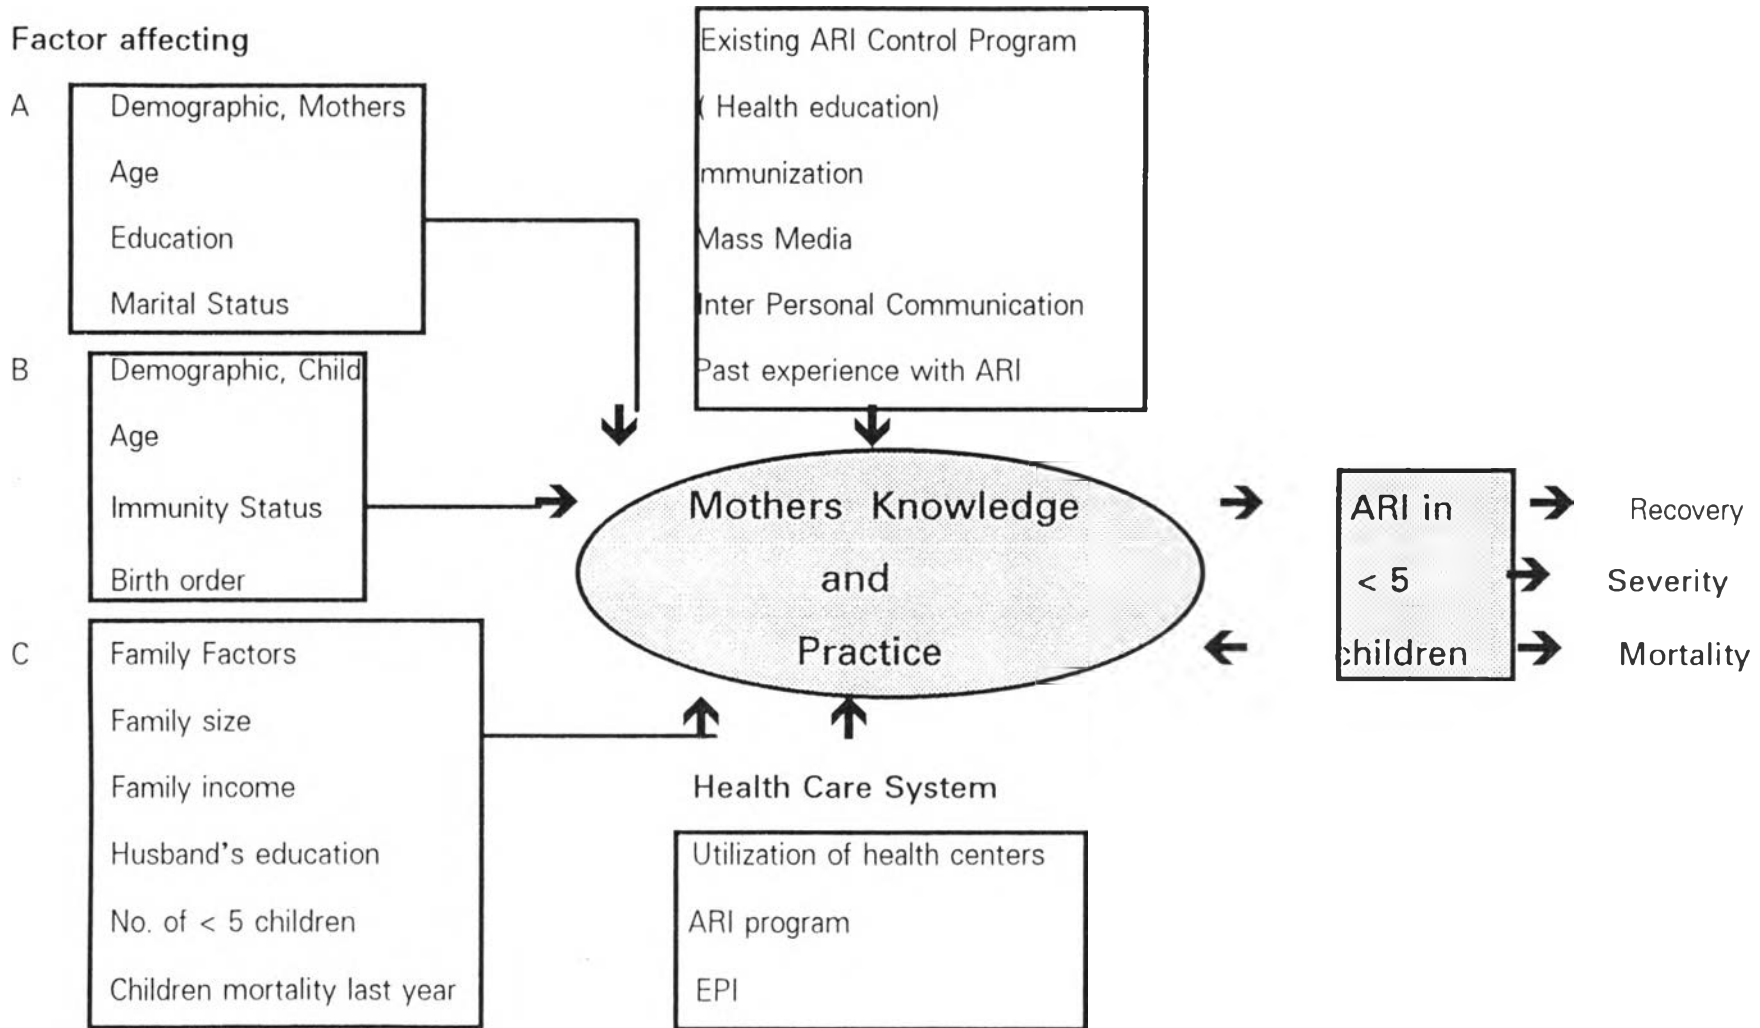 Factor affecting
A
Demographic, Mothers
Age
Education
Marital Status
B
Demographic, Child
Age
Immunity Status
Birth order
C
Family Factors
Family size
Family income
Husband's education
No. of < 5 children
Children mortality last year
Existing ARI Control Program
( Health education)
mmunization
Mass Media
Inter Personal Communication
Past experience with ARI
Mothers Knowledge
and
Practice
Health Care System
Utilization of health centers
ARI program
EPI
ARI in
< 5
children
Recovery
Severity
Mortality